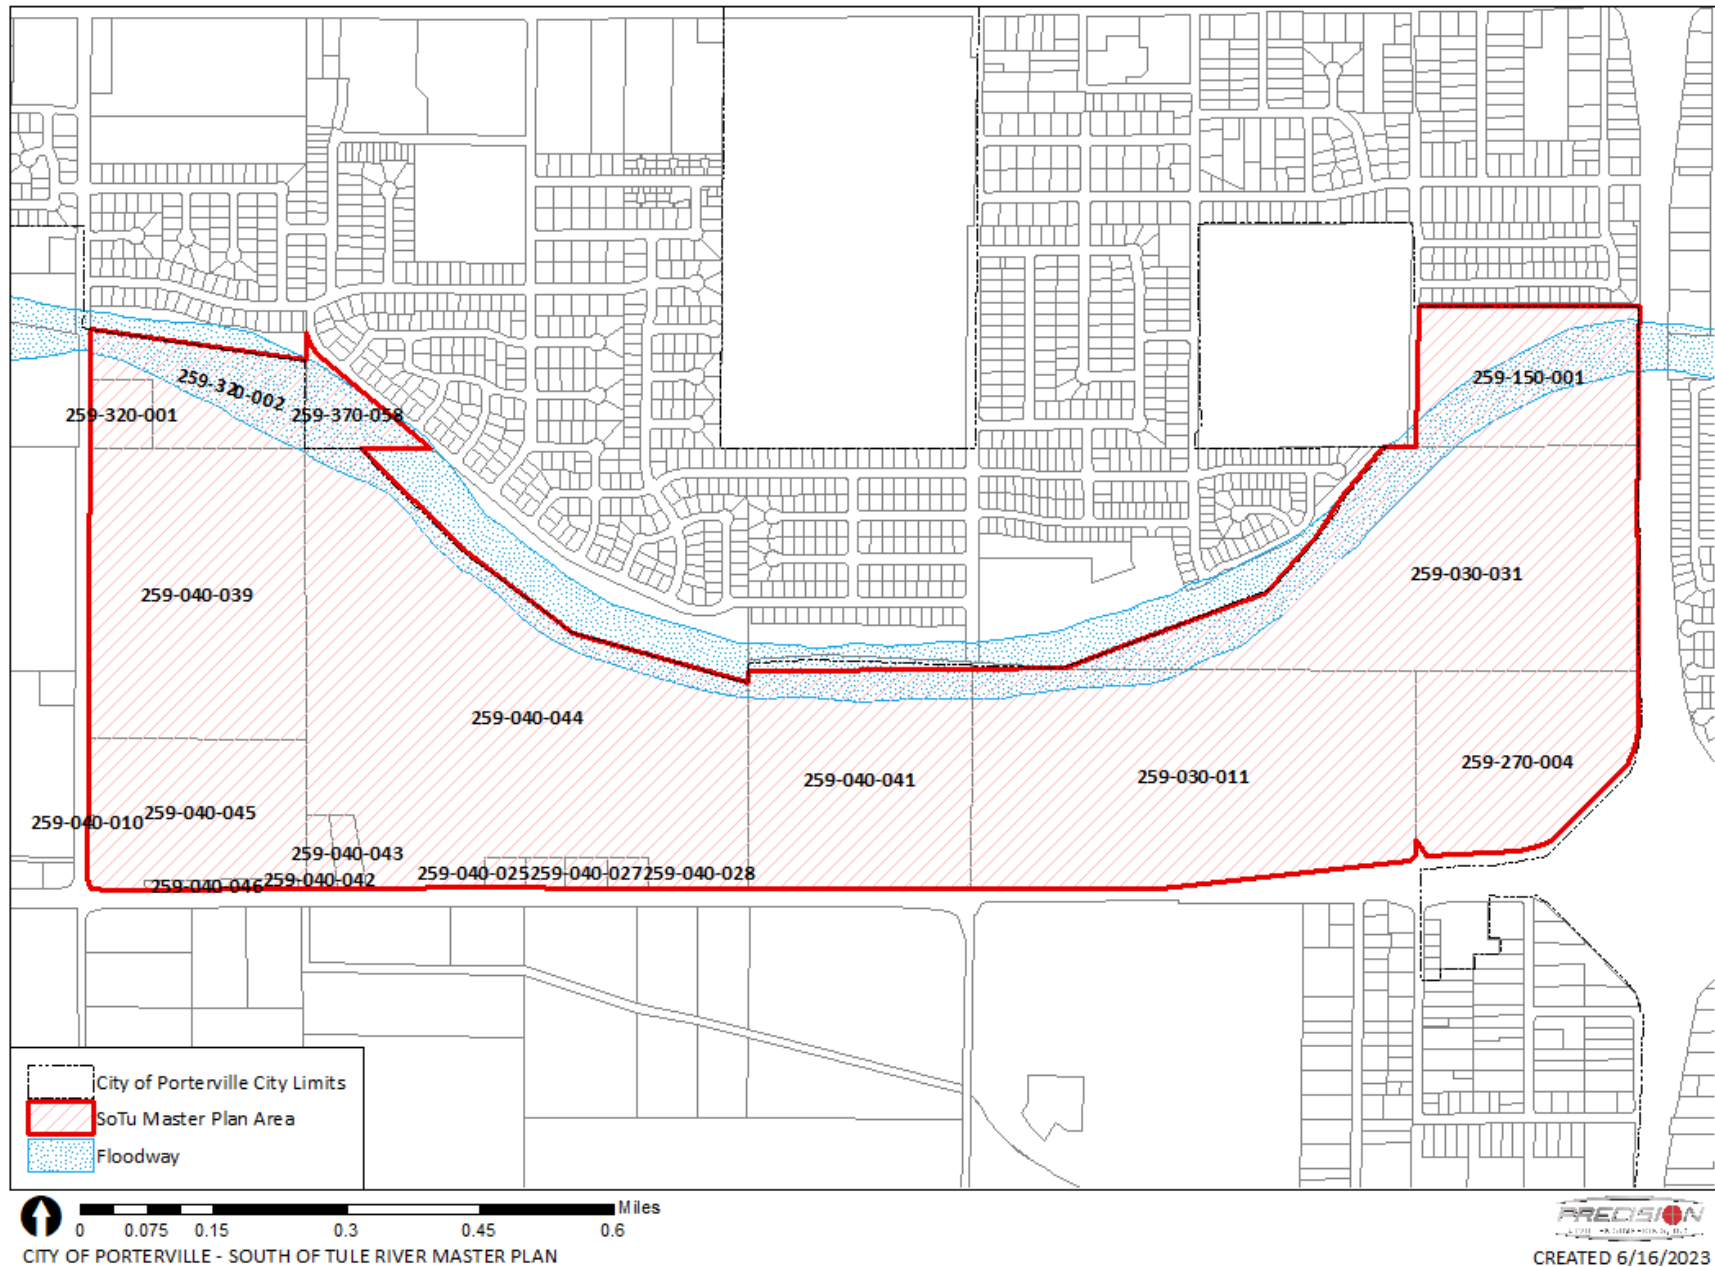 259-320-002
259-150-001
259-320-001
259-370-058
259-030-031
259-040-039
259-040-044
259-270-004
259-030-011
259-040-041
259-040-045
259-040-010
259-040-043
259-040-025
259-040-027
259-040-028
259-040-046
259-040-042
City of Porterville City Limits
SoTu Master Plan Area
Floodway
Miles
0 0.075 0.15 0.3 0.45 0.6
CITY OF PORTERVILLE - SOUTH OF TULE RIVER MASTER PLAN
PRECISION
CREATED 6/16/2023